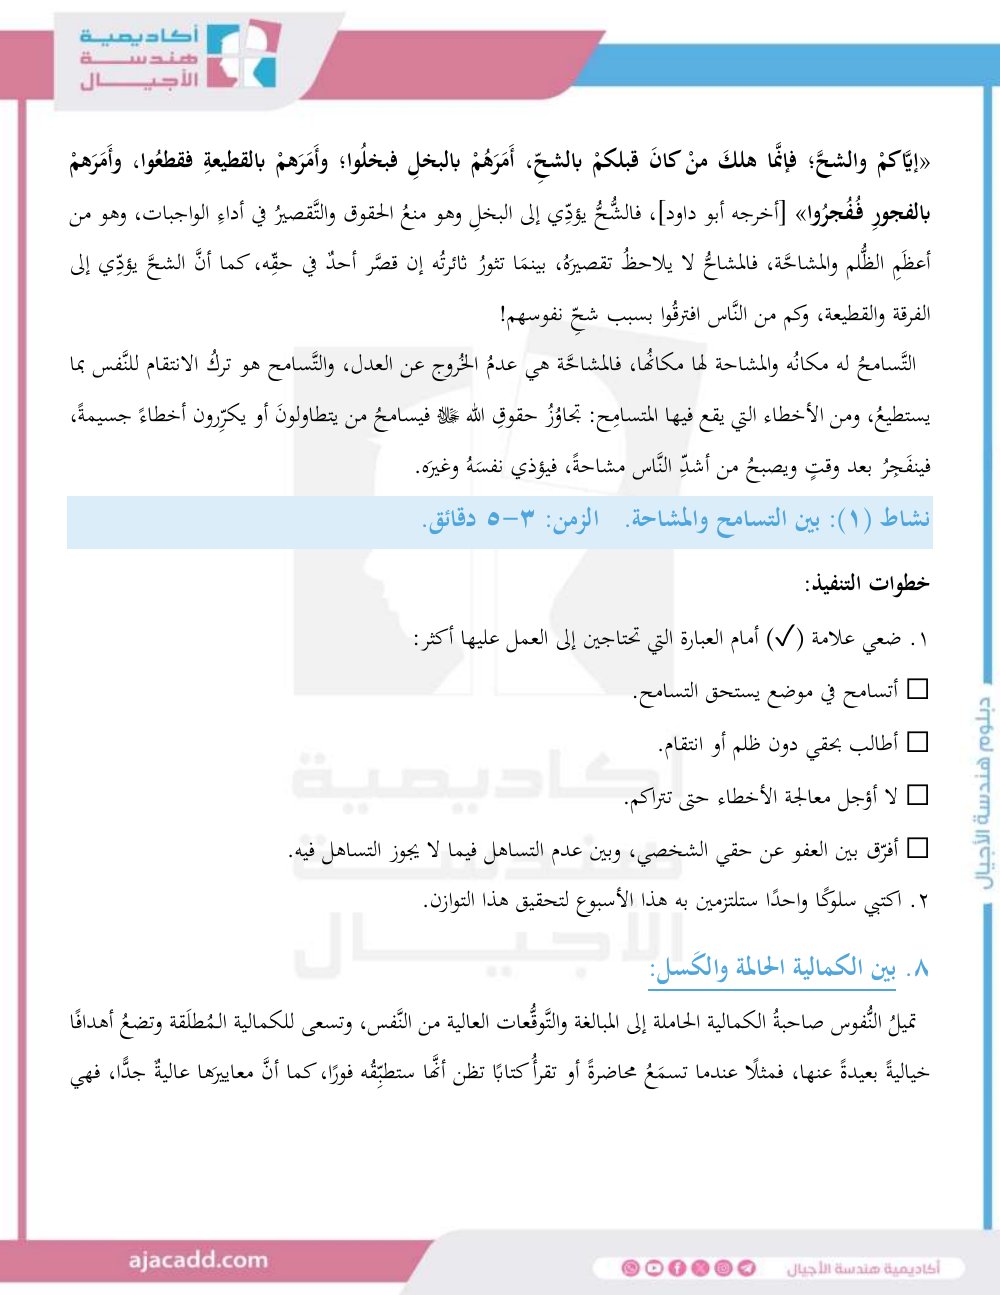 أكاديمية
هندسة
الأجيال
«إيَّاكمْ والشحَّ؛ فإنَّما هلكَ منْ كانَ قبلكمْ بالشحِّ، أَمَرَهُمْ بالبخلِ فبخلُوا؛ وأَمَرَهمْ بالقطيعةِ فقطعُوا، وأَمَرَهمْ
بالفجورِ فُفُجرُوا» [أخرجه أبو داود]، فالشُّحُّ يؤدِّي إلى البخلِ وهو منعُ الحقوق والتَّقصيرُ في أداءِ الواجبات، وهو من
أعظَمِ الظُّلم والمشاحَّة، فالمشاحُّ لا يلاحظُ تقصيرَهُ، بينمَا تثورُ ثائرتُه إن قصَّر أحدٌ في حقِّه، كما أنَّ الشحَّ يؤدِّي إلى
الفرقة والقطيعة، وكم من النَّاس افترقُوا بسبب شحِّ نفوسهم!
التَّسامحُ له مكانُه والمشاحة لها مكانُها، فالمشاحَّة هي عدمُ الخُروج عن العدل، والتَّسامح هو تركُ الانتقام للنَّفس بما
يستطيعُ، ومن الأخطاء التي يقع فيها المتسامِح: تجاوُزُ حقوقِ الله ﷻ فيسامحُ من يتطاولونَ أو يكرِّرون أخطاءً جسيمةً،
فينفَجِرُ بعد وقتٍ ويصبحُ من أشدِّ النَّاس مشاحةً، فيؤذي نفسَهُ وغيرَه.
نشاط (١): بين التسامح والمشاحة. الزمن: ٣-٥ دقائق.
خطوات التنفيذ:
١. ضعي علامة (✓) أمام العبارة التي تحتاجين إلى العمل عليها أكثر:
□ أتسامح في موضع يستحق التسامح.
□ أطالب بحقي دون ظلم أو انتقام.
□ لا أؤجل معالجة الأخطاء حتى تتراكم.
□ أفرّق بين العفو عن حقي الشخصي، وبين عدم التساهل فيما لا يجوز التساهل فيه.
٢. اكتبي سلوكًا واحدًا ستلتزمين به هذا الأسبوع لتحقيق هذا التوازن.
٨. بين الكمالية الحالمة والكَسل:
تميلُ النُّفوس صاحبةُ الكمالية الحاملة إلى المبالغة والتَّوقُّعات العالية من النَّفس، وتسعى للكمالية المُطلَقة وتضعُ أهدافًا
خياليةً بعيدةً عنها، فمثلًا عندما تسمَعُ محاضرةً أو تقرأُ كتابًا تظن أنَّها ستطبِّقُه فورًا، كما أنَّ معاييرَها عاليةٌ جدًّا، فهي
دبلوم هندسة الأجيال
أكاديمية
هندسة
الأجيال
ajacadd.com
أكاديمية هندسة الأجيال